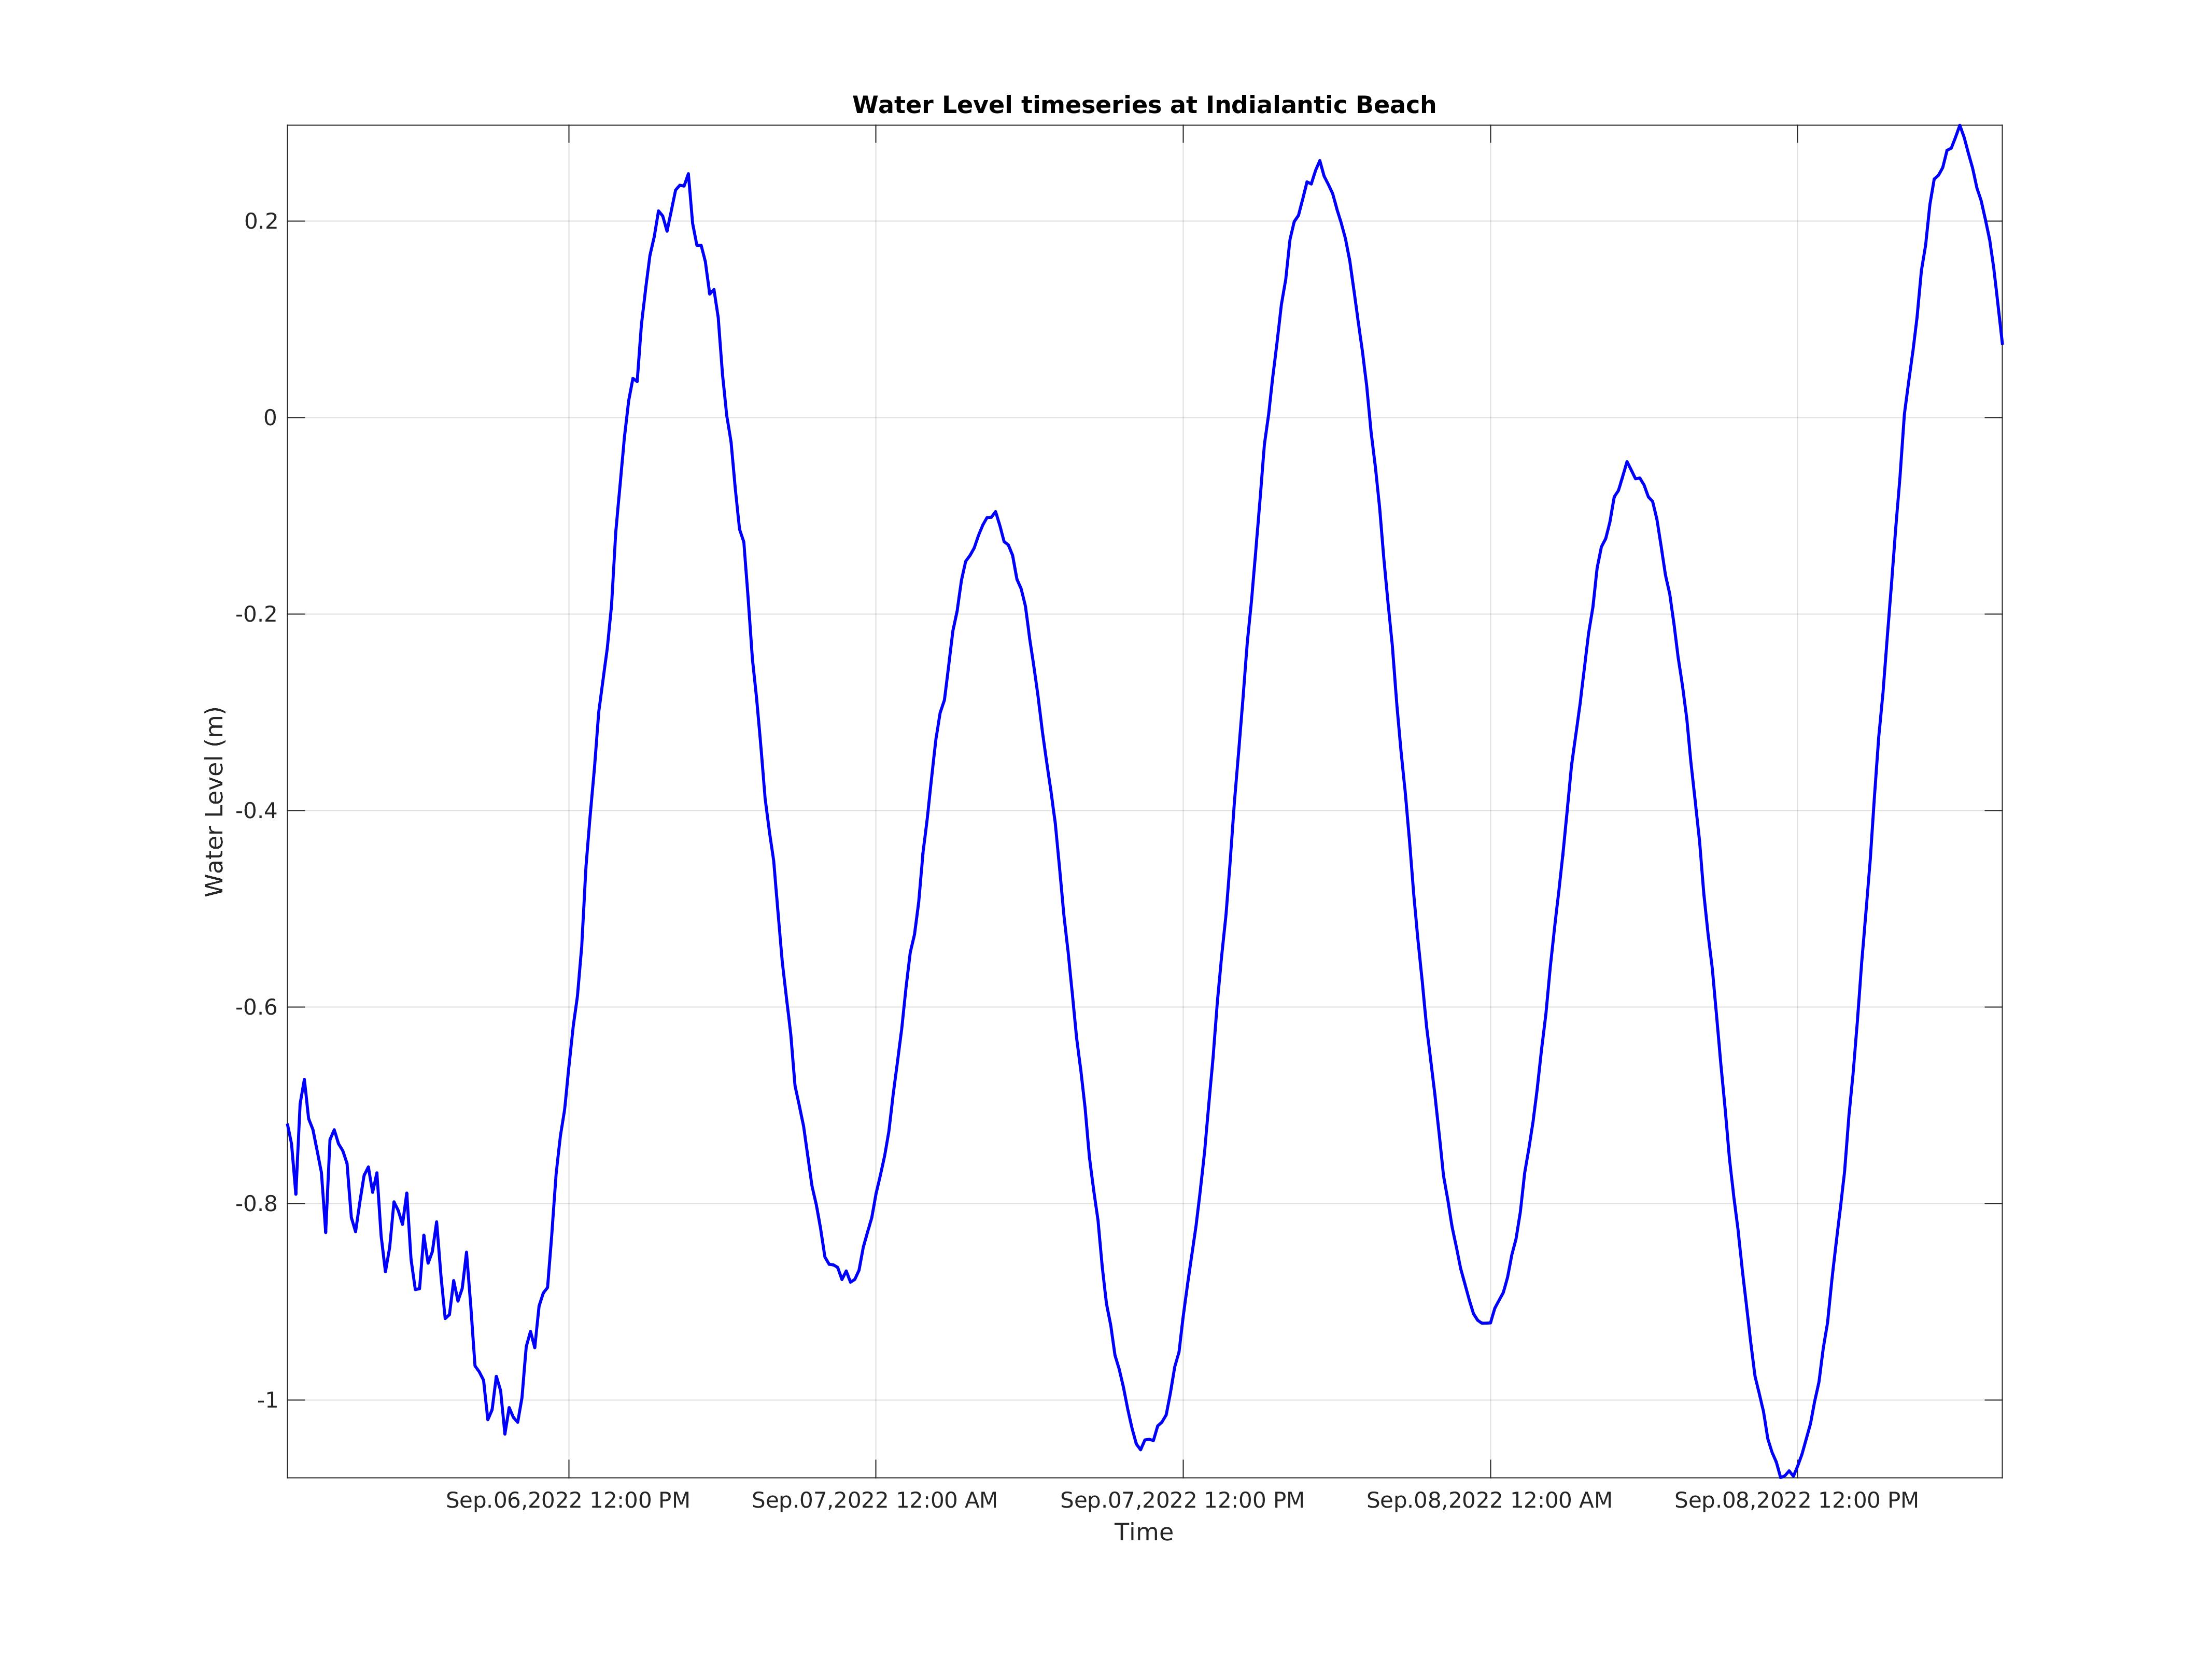 Water Level timeseries at Indialantic Beach
0.2
0
-0.2
-0.4
-0.6
-0.8
-1
Water Level (m)
Sep.06,2022 12:00 PM
Sep.07,2022 12:00 AM
Sep.07,2022 12:00 PM
Sep.08,2022 12:00 AM
Sep.08,2022 12:00 PM
Time